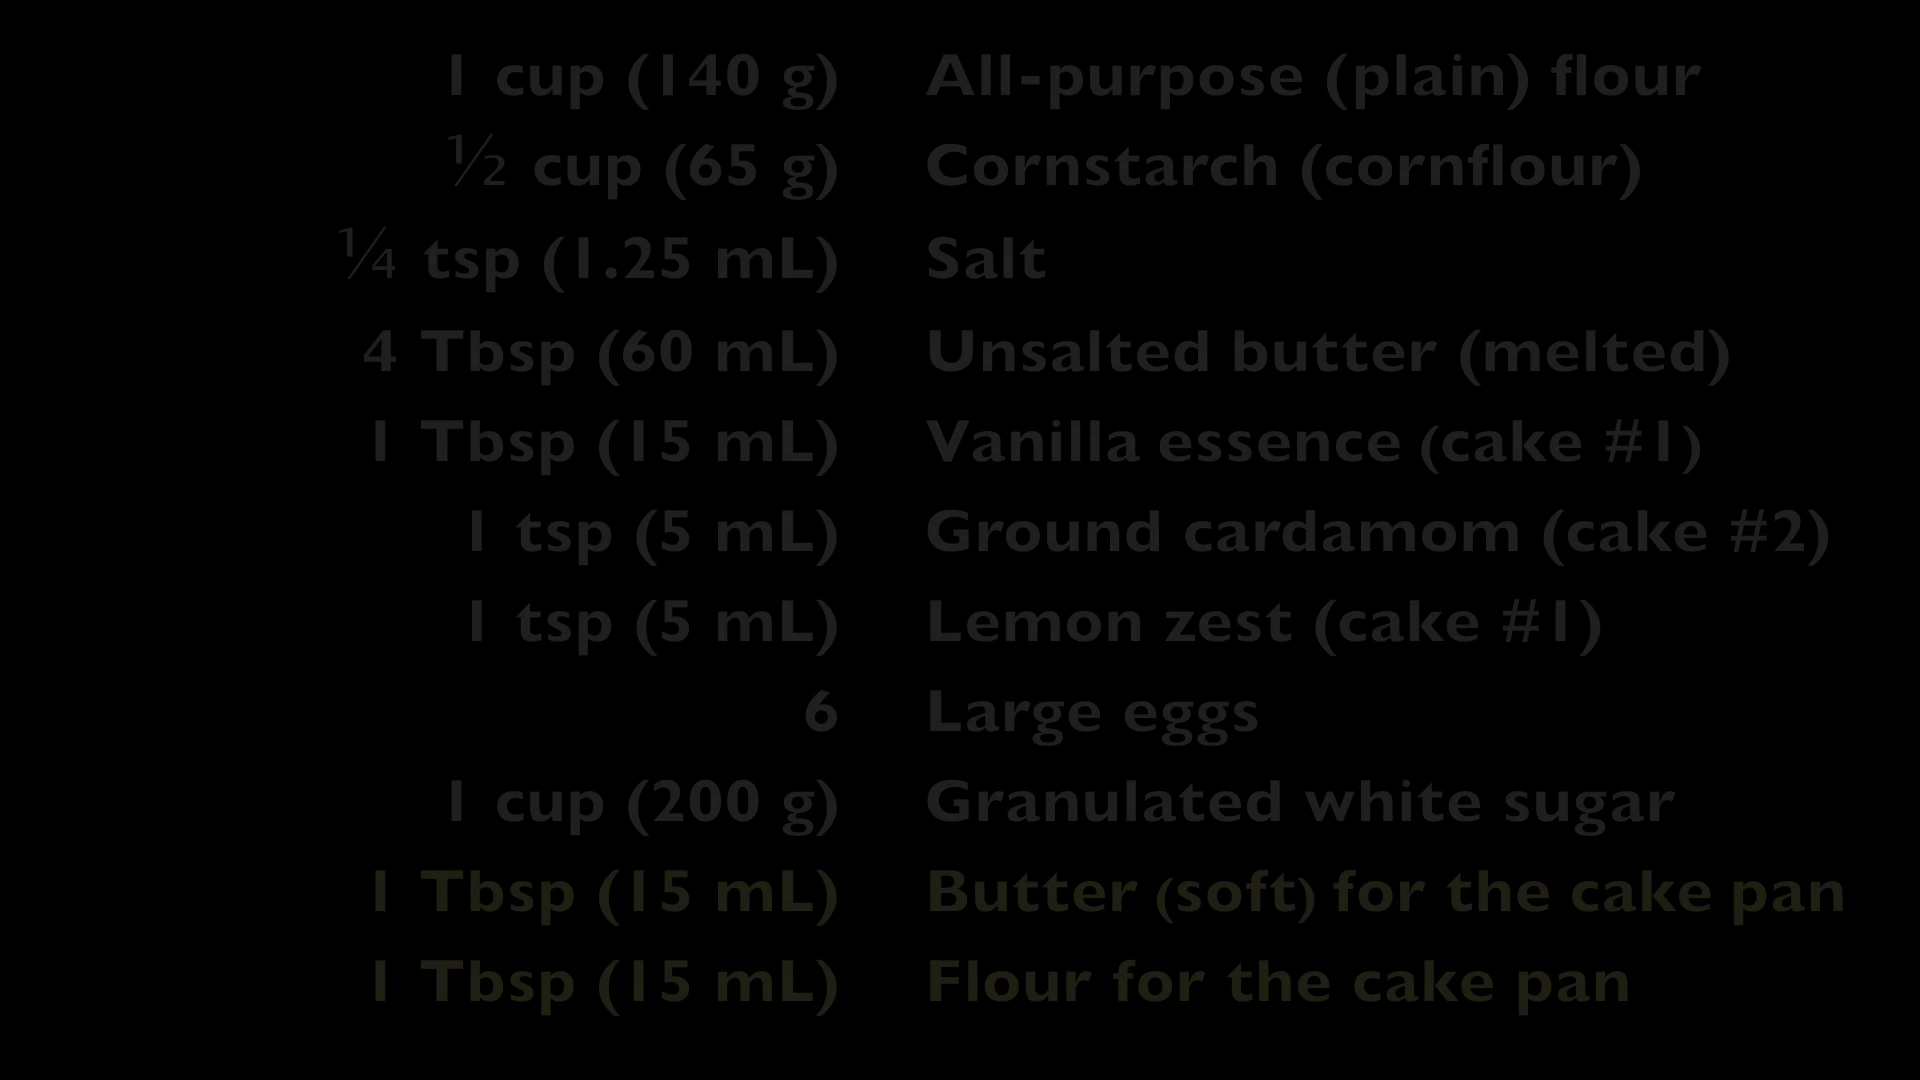 1 cup (140 g) All-purpose (plain) flour
½ cup (65 g) Cornstarch (cornflour)
¼ tsp (1.25 mL) Salt
4 Tbsp (60 mL) Unsalted butter (melted)
1 Tbsp (15 mL) Vanilla essence (cake #1)
1 tsp (5 mL) Ground cardamom (cake #2)
1 tsp (5 mL) Lemon zest (cake #1)
6 Large eggs
1 cup (200 g) Granulated white sugar
1 Tbsp (15 mL) Butter (soft) for the cake pan
1 Tbsp (15 mL) Flour for the cake pan